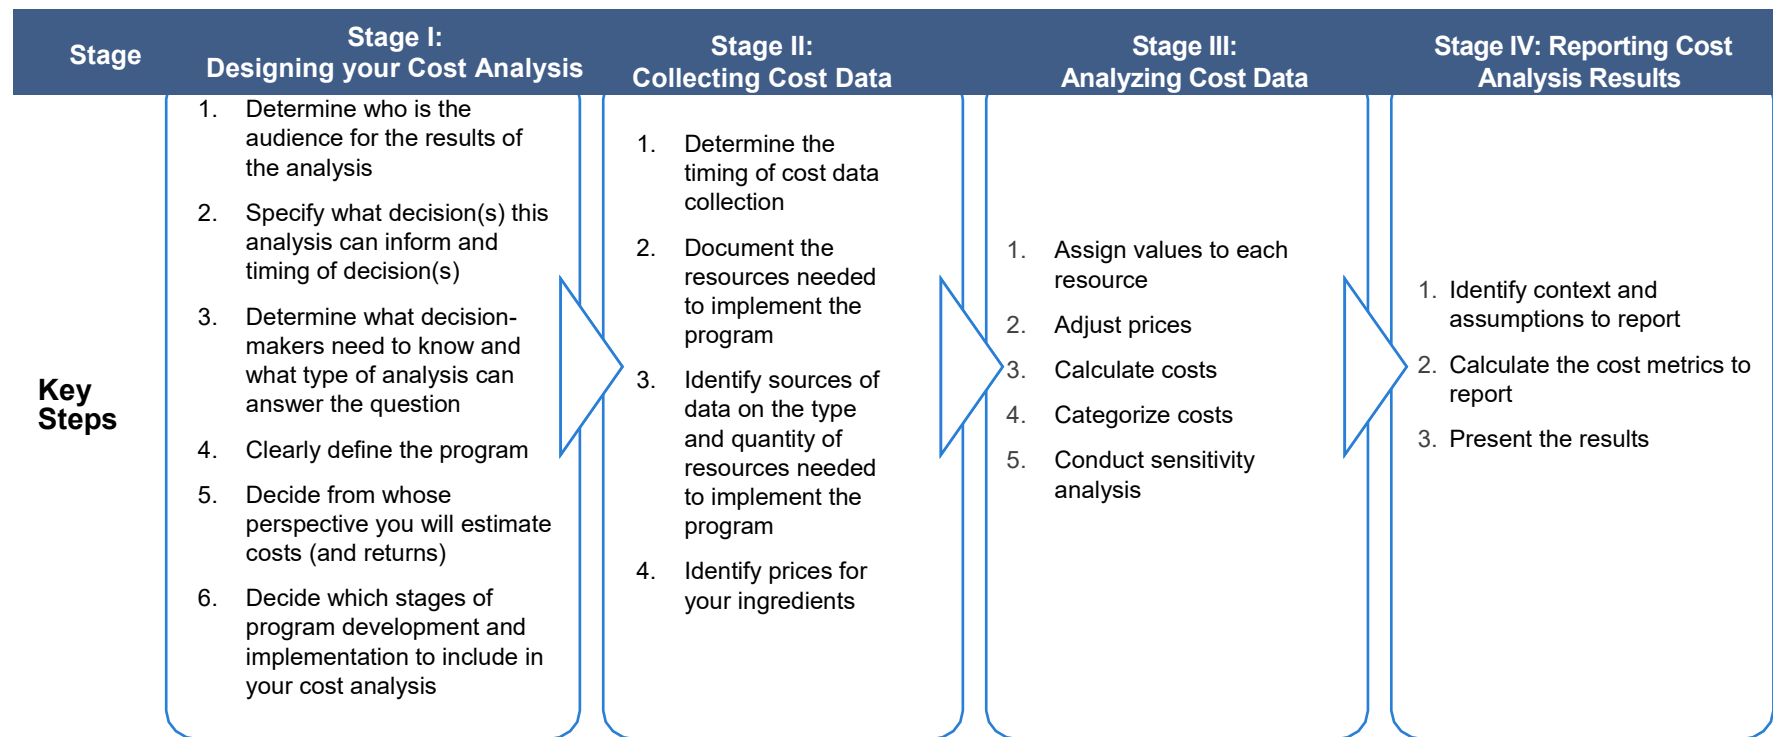 Stage
Stage I:
Designing your Cost Analysis
Stage II:
Collecting Cost Data
Stage III:
Analyzing Cost Data
Stage IV: Reporting Cost
Analysis Results
Key
Steps
1. Determine who is the
audience for the results of
the analysis
2. Specify what decision(s) this
analysis can inform and
timing of decision(s)
3. Determine what decision-
makers need to know and
what type of analysis can
answer the question
4. Clearly define the program
5. Decide from whose
perspective you will estimate
costs (and returns)
6. Decide which stages of
program development and
implementation to include in
your cost analysis
1. Determine the
timing of cost data
collection
2. Document the
resources needed
to implement the
program
3. Identify sources of
data on the type
and quantity of
resources needed
to implement the
program
4. Identify prices for
your ingredients
1. Assign values to each
resource
2. Adjust prices
3. Calculate costs
4. Categorize costs
5. Conduct sensitivity
analysis
1. Identify context and
assumptions to report
2. Calculate the cost metrics to
report
3. Present the results